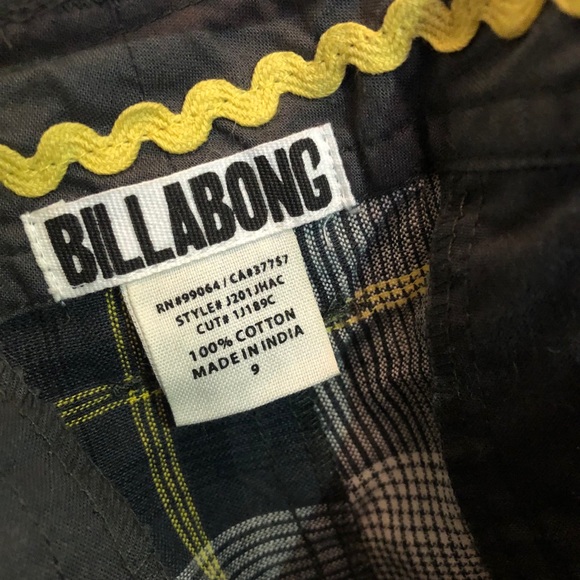 BILLABONG
RN#99064 / CA#37757
STYLE# J201JHAC
CUT# 1J189C
100% COTTON
MADE IN INDIA
9